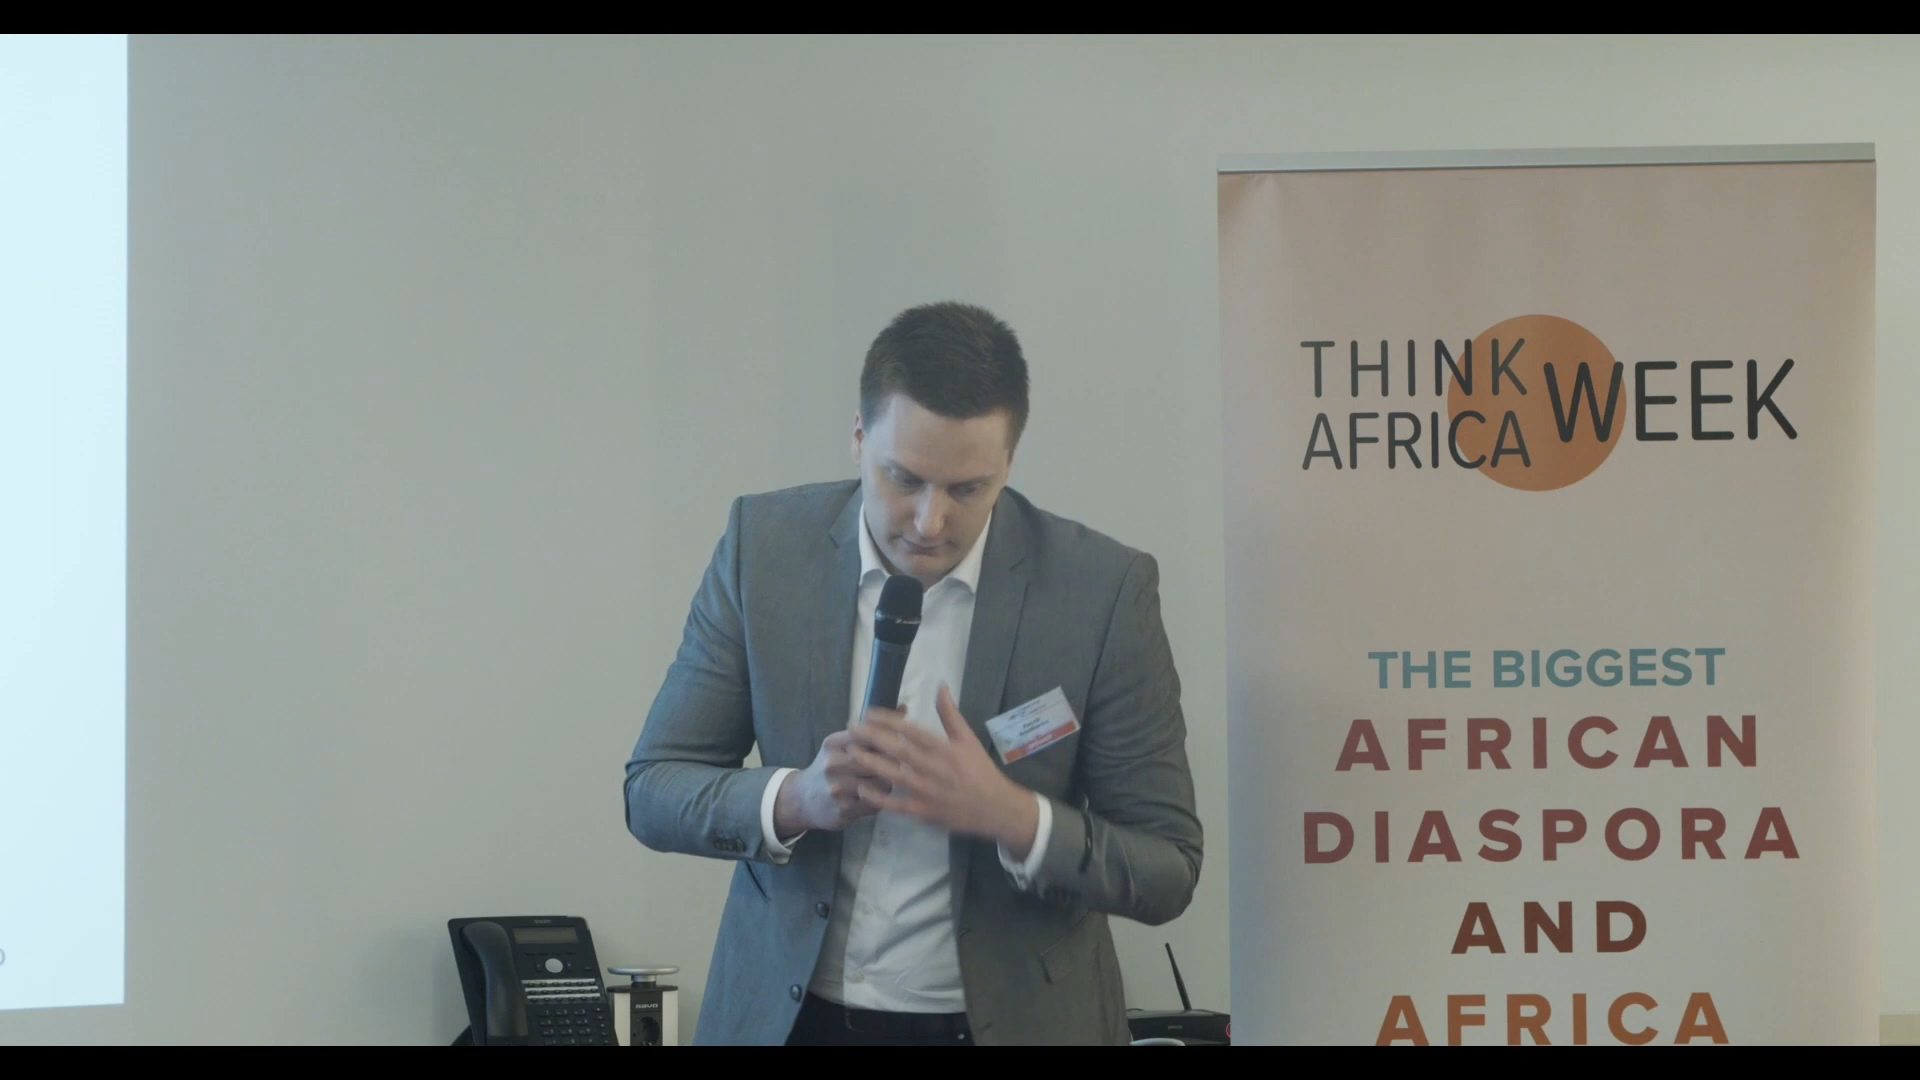 THINK
AFRICA
WEEK
THE BIGGEST
AFRICAN
DIASPORA
AND
AFRICA